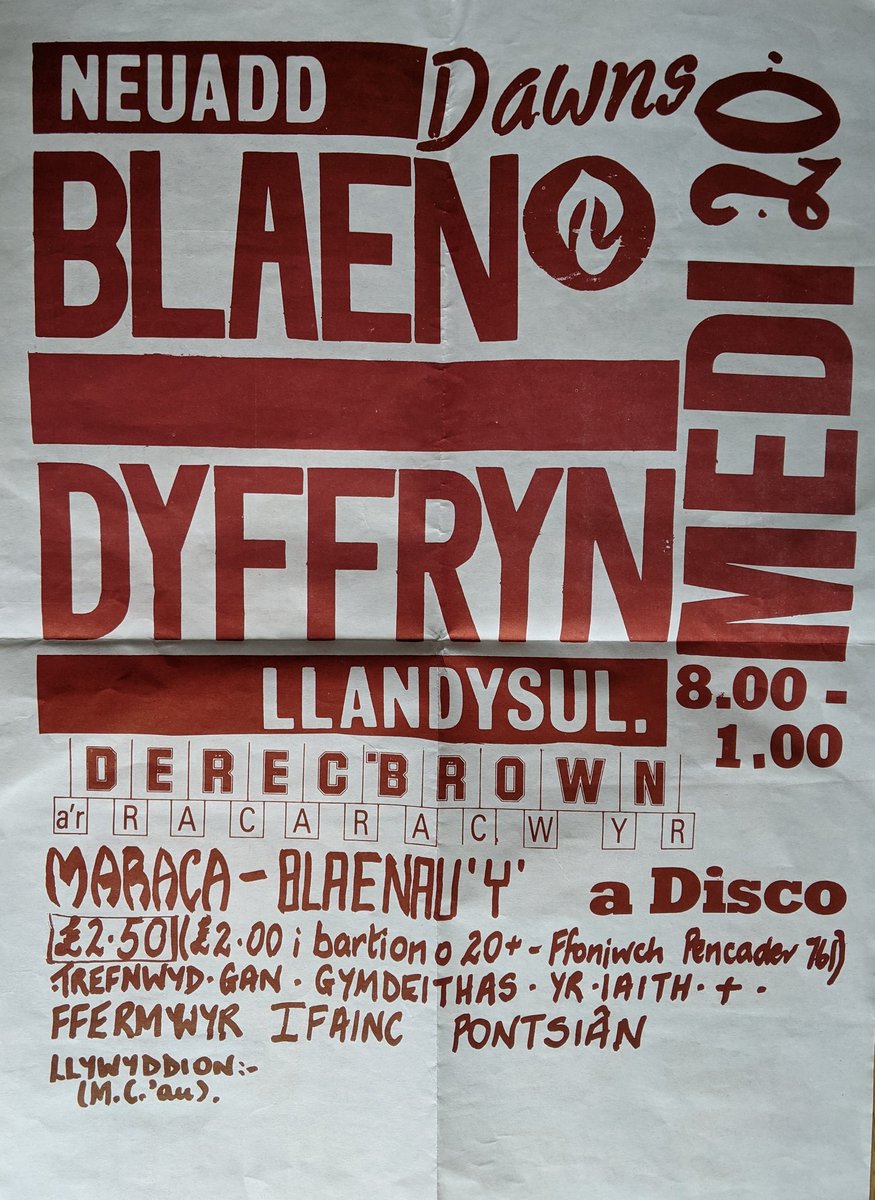 NEUADD
Dawns
BLAEN
DYFFRYN
LLANDYSUL.
MEDI 20
8.00 -
1.00
DEREC BROWN
a'r RACARACWYR
MARACA - BLAENAU 'Y'
a Disco
£2.50 (£2.00 i bartion o 20+ - Ffoniwch Pencader 761)
.TREFNWYD.GAN.GYMDEITHAS.YR.IAITH.+.
FFERMWYR IFAINC PONTSIÂN
LLYWYDDION:-
(M.C.'au).